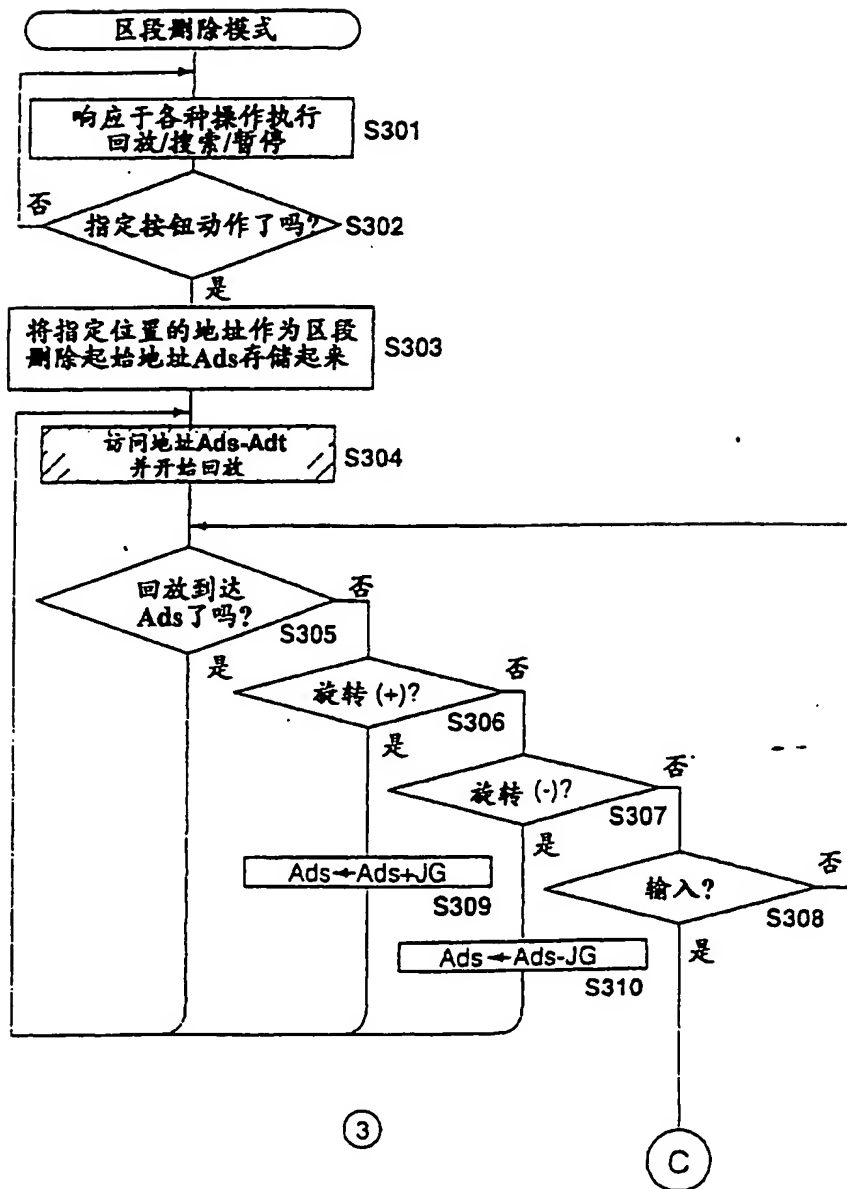 区段删除模式
响应于各种操作执行
回放/搜索/暂停
S301
否
指定按钮动作了吗?
S302
是
将指定位置的地址作为区段
删除起始地址Ads存储起来
S303
访问地址Ads-Adt
并开始回放
S304
回放到达
Ads了吗?
否
S305
是
旋转 (+)?
否
S306
是
旋转 (-)?
否
S307
是
输入?
否
S308
是
Ads←Ads+JG
S309
Ads←Ads-JG
S310
3
C